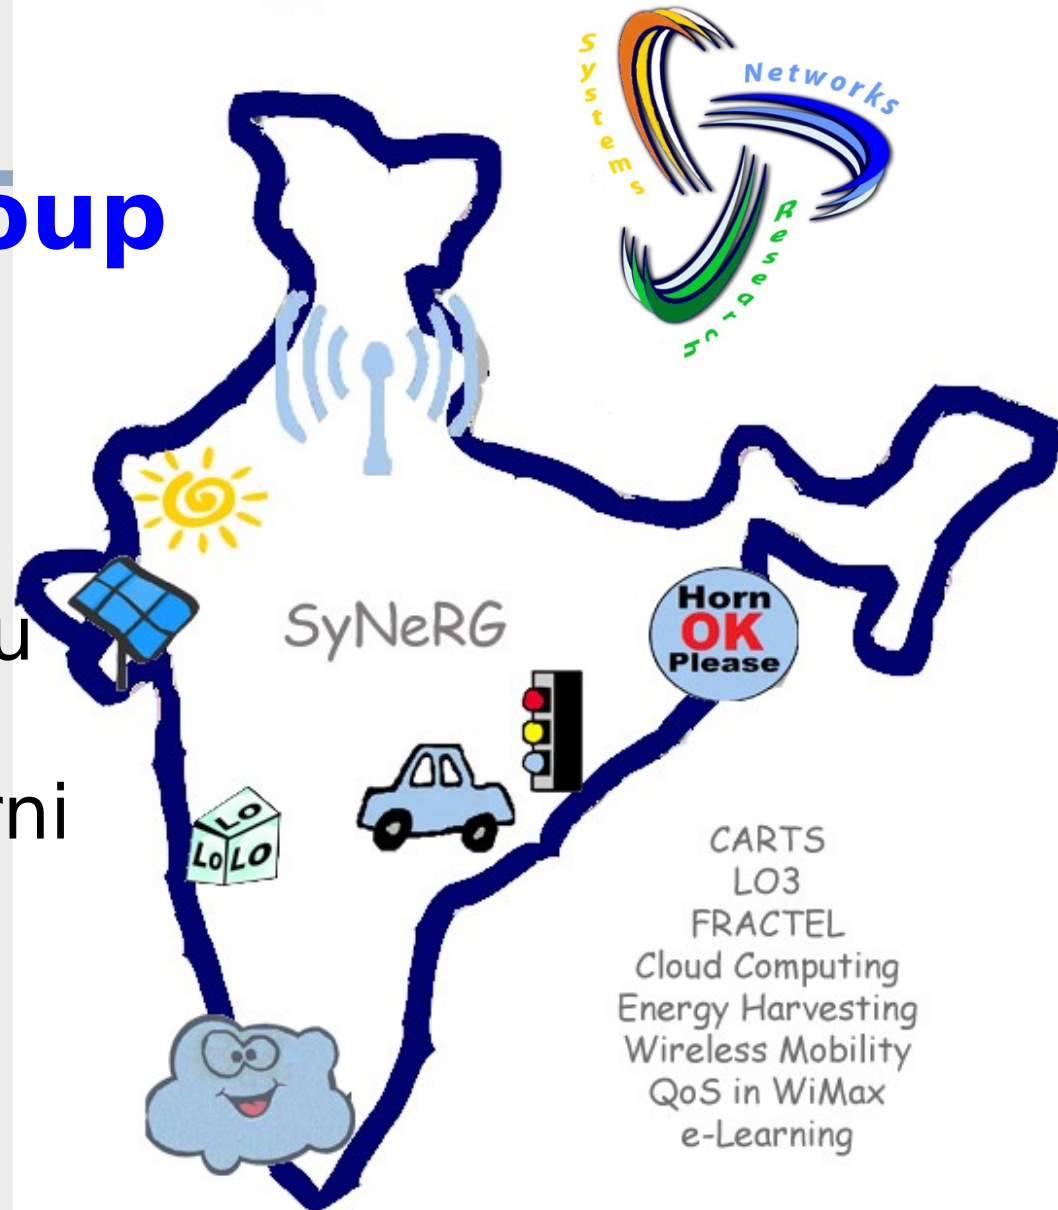 Systems
Networks
Research
oup
SyNeRG
u
Horn
OK
Please
rni
LO
Lo LO
CARTS
LO3
FRACTEL
Cloud Computing
Energy Harvesting
Wireless Mobility
QoS in WiMax
e-Learning